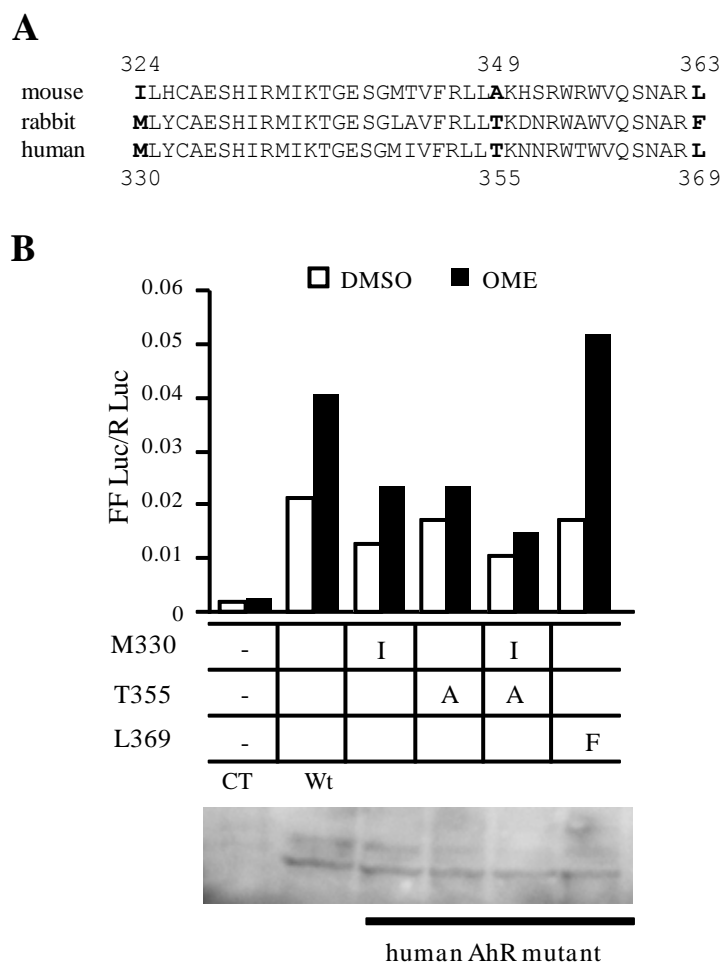 A
324 349 363
mouse ILHCAESHIRMIKTGESGMTVFRLLAKHSRWRWVQSNARL
rabbit MLYCAESHIRMIKTGESGLAVFRLLTKDNRWAWVQSNARF
human MLYCAESHIRMIKTGESGMIVFRLLTKNNRWTWVQSNARL
330 355 369
B
DMSO OME
0.06
0.05
0.04
0.03
0.02
0.01
0
FF Luc/R Luc
M330 - I I
T355 - A A
L369 - F
CT Wt
human AhR mutant